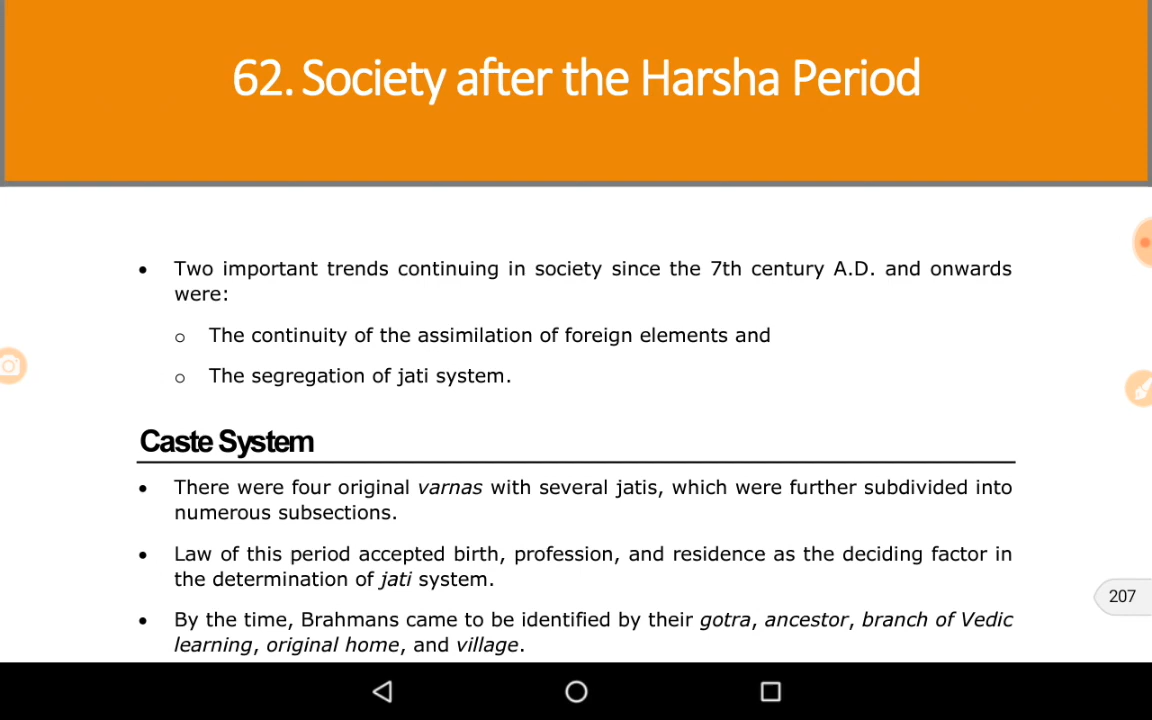 62. Society after the Harsha Period
• Two important trends continuing in society since the 7th century A.D. and onwards
were:
o The continuity of the assimilation of foreign elements and
o The segregation of jati system.
Caste System
• There were four original varnas with several jatis, which were further subdivided into
numerous subsections.
• Law of this period accepted birth, profession, and residence as the deciding factor in
the determination of jati system.
207
• By the time, Brahmans came to be identified by their gotra, ancestor, branch of Vedic
learning, original home, and village.